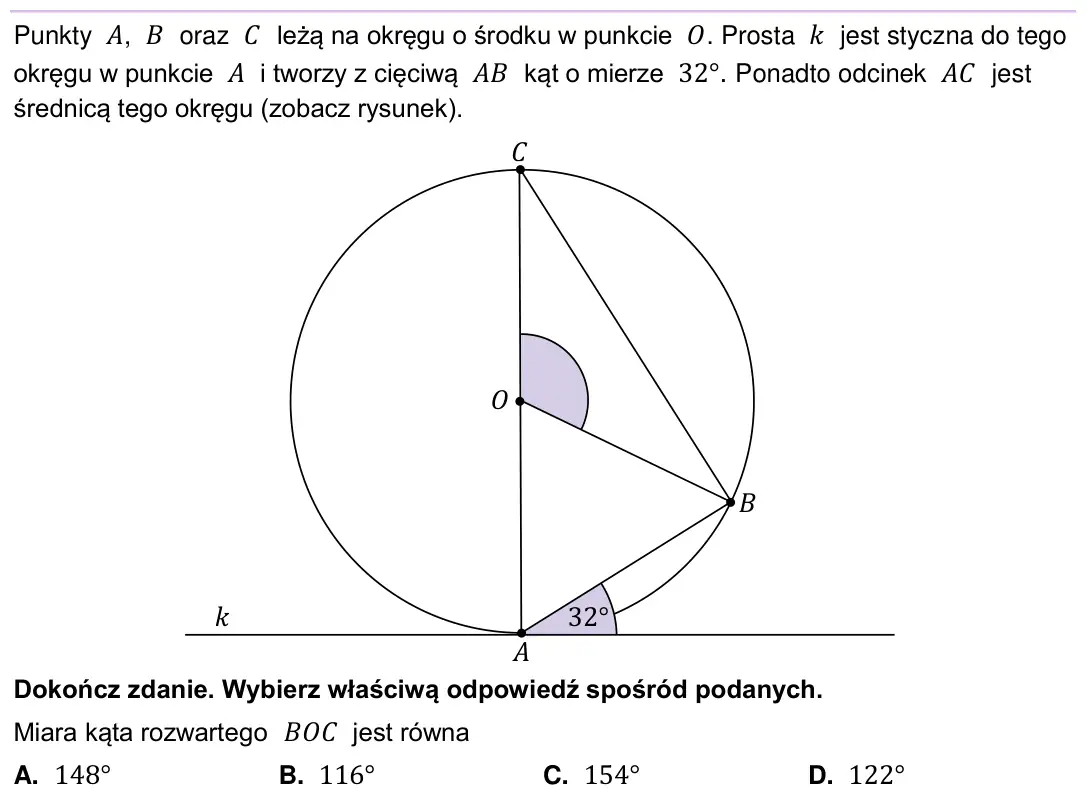 Punkty A, B oraz C leżą na okręgu o środku w punkcie O. Prosta k jest styczna do tego
okręgu w punkcie A i tworzy z cięciwą AB kąt o mierze 32°. Ponadto odcinek AC jest
średnicą tego okręgu (zobacz rysunek).
C
O
B
k
32°
A
Dokończ zdanie. Wybierz właściwą odpowiedź spośród podanych.
Miara kąta rozwartego BOC jest równa
A. 148° B. 116° C. 154° D. 122°